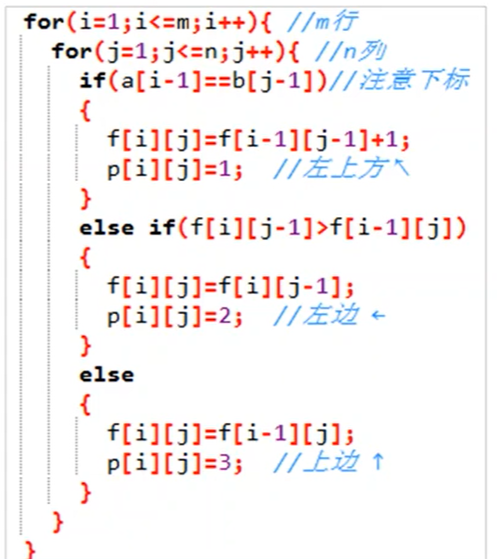 for(i=1;i<=m;i++){ //m行
for(j=1;j<=n;j++){ //n列
if(a[i-1]==b[j-1])//注意下标
{
f[i][j]=f[i-1][j-1]+1;
p[i][j]=1; //左上方↖
}
else if(f[i][j-1]>f[i-1][j])
{
f[i][j]=f[i][j-1];
p[i][j]=2; //左边 ←
}
else
{
f[i][j]=f[i-1][j];
p[i][j]=3; //上边 ↑
}
}
}